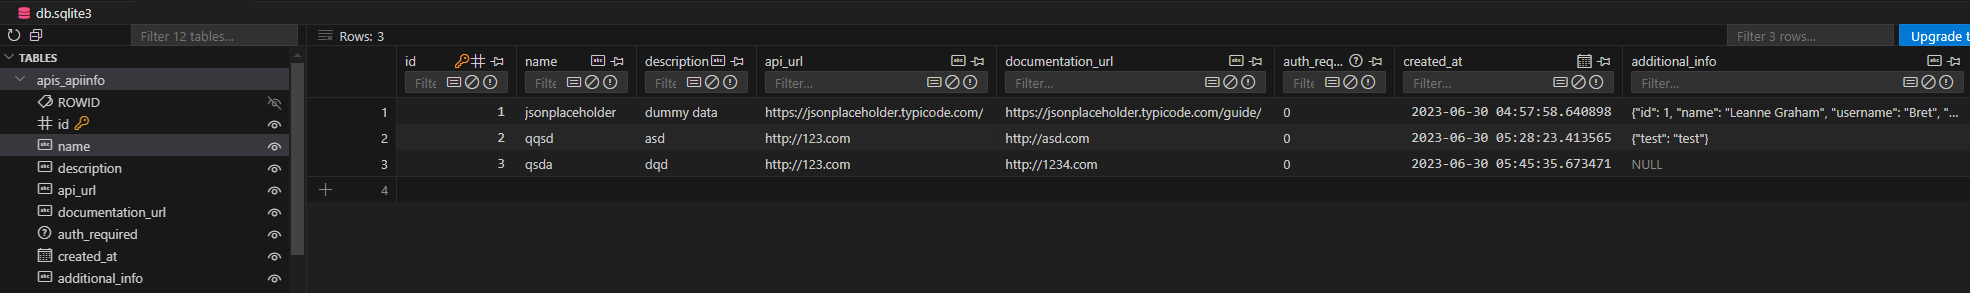 db.sqlite3
Filter 12 tables...
Rows: 3
Filter 3 rows...
Upgrade t
TABLES
apis_apiinfo
ROWID
id
name
description
api_url
documentation_url
auth_required
created_at
additional_info
id name description api_url documentation_url auth_req... created_at additional_info
Filte Filter. Filter. Filter... Filter... Filter. Filter... Filter...
1 1 jsonplaceholder dummy data https://jsonplaceholder.typicode.com/ https://jsonplaceholder.typicode.com/guide/ 0 2023-06-30 04:57:58.640898 {"id": 1, "name": "Leanne Graham", "username": "Bret", "...
2 2 qqsd asd http://123.com http://asd.com 0 2023-06-30 05:28:23.413565 {"test": "test"}
3 3 qsda dqd http://123.com http://1234.com 0 2023-06-30 05:45:35.673471 NULL
4